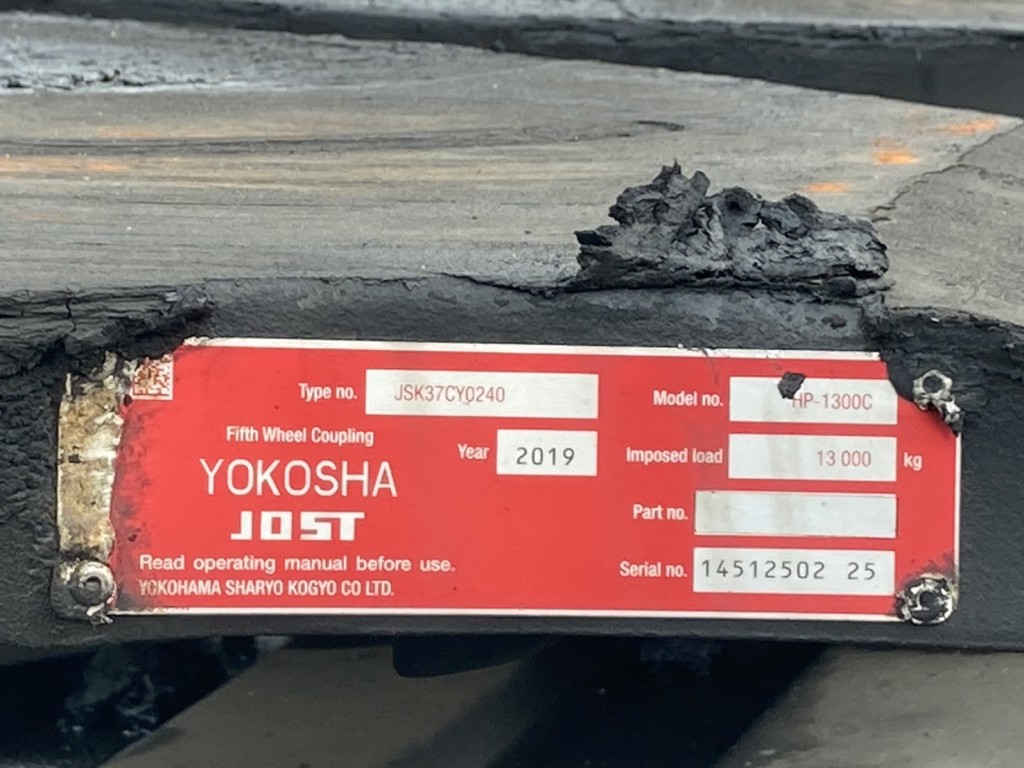 Type no. JSK37CY0240
Model no. HP-1300C
Fifth Wheel Coupling
Year 2019
Imposed load 13 000 kg
YOKOSHA
JOST
Part no.
Read operating manual before use.
Serial no. 14512502 25
YOKOHAMA SHARYO KOGYO CO LTD.